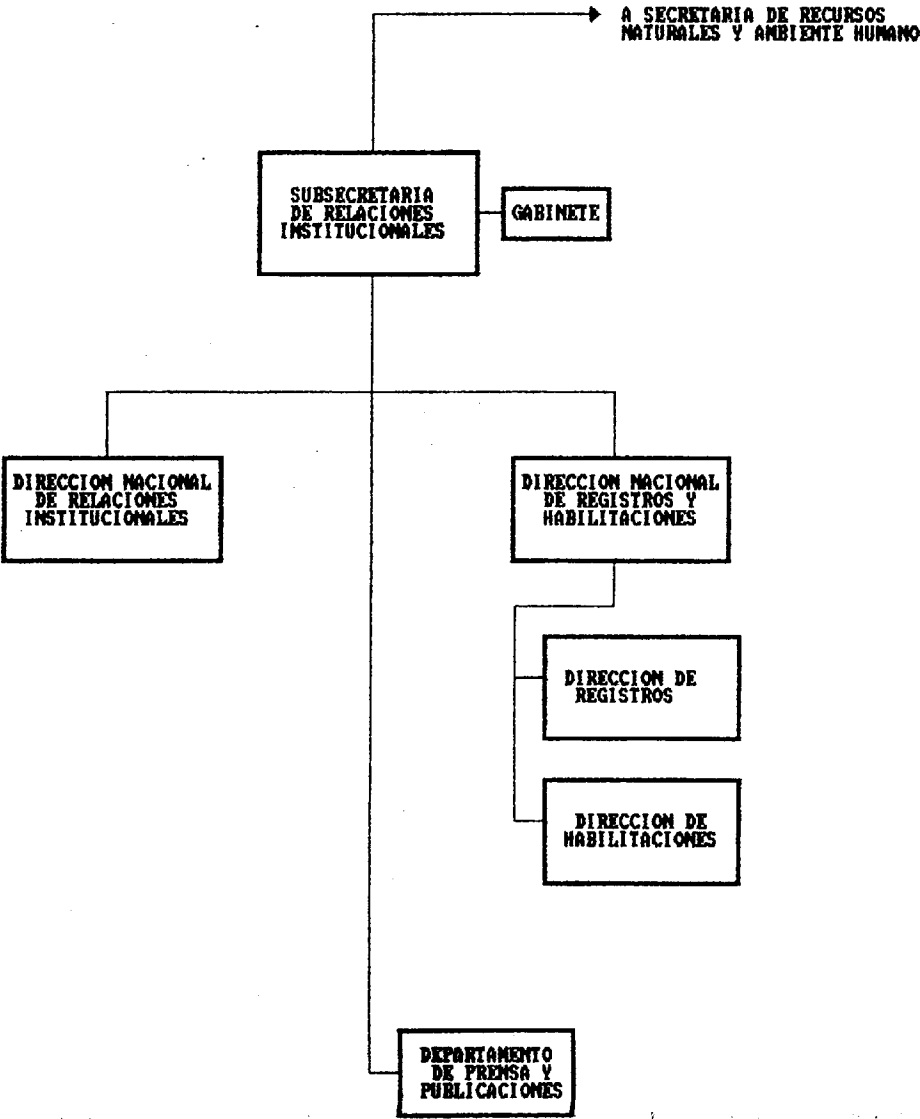 A SECRETARIA DE RECURSOS
NATURALES Y AMBIENTE HUMANO
SUBSECRETARIA
DE RELACIONES
INSTITUCIONALES
GABINETE
DIRECCION NACIONAL
DE RELACIONES
INSTITUCIONALES
DIRECCION NACIONAL
DE REGISTROS Y
HABILITACIONES
DIRECCION DE
REGISTROS
DIRECCION DE
HABILITACIONES
DEPARTAMENTO
DE PRENSA Y
PUBLICACIONES